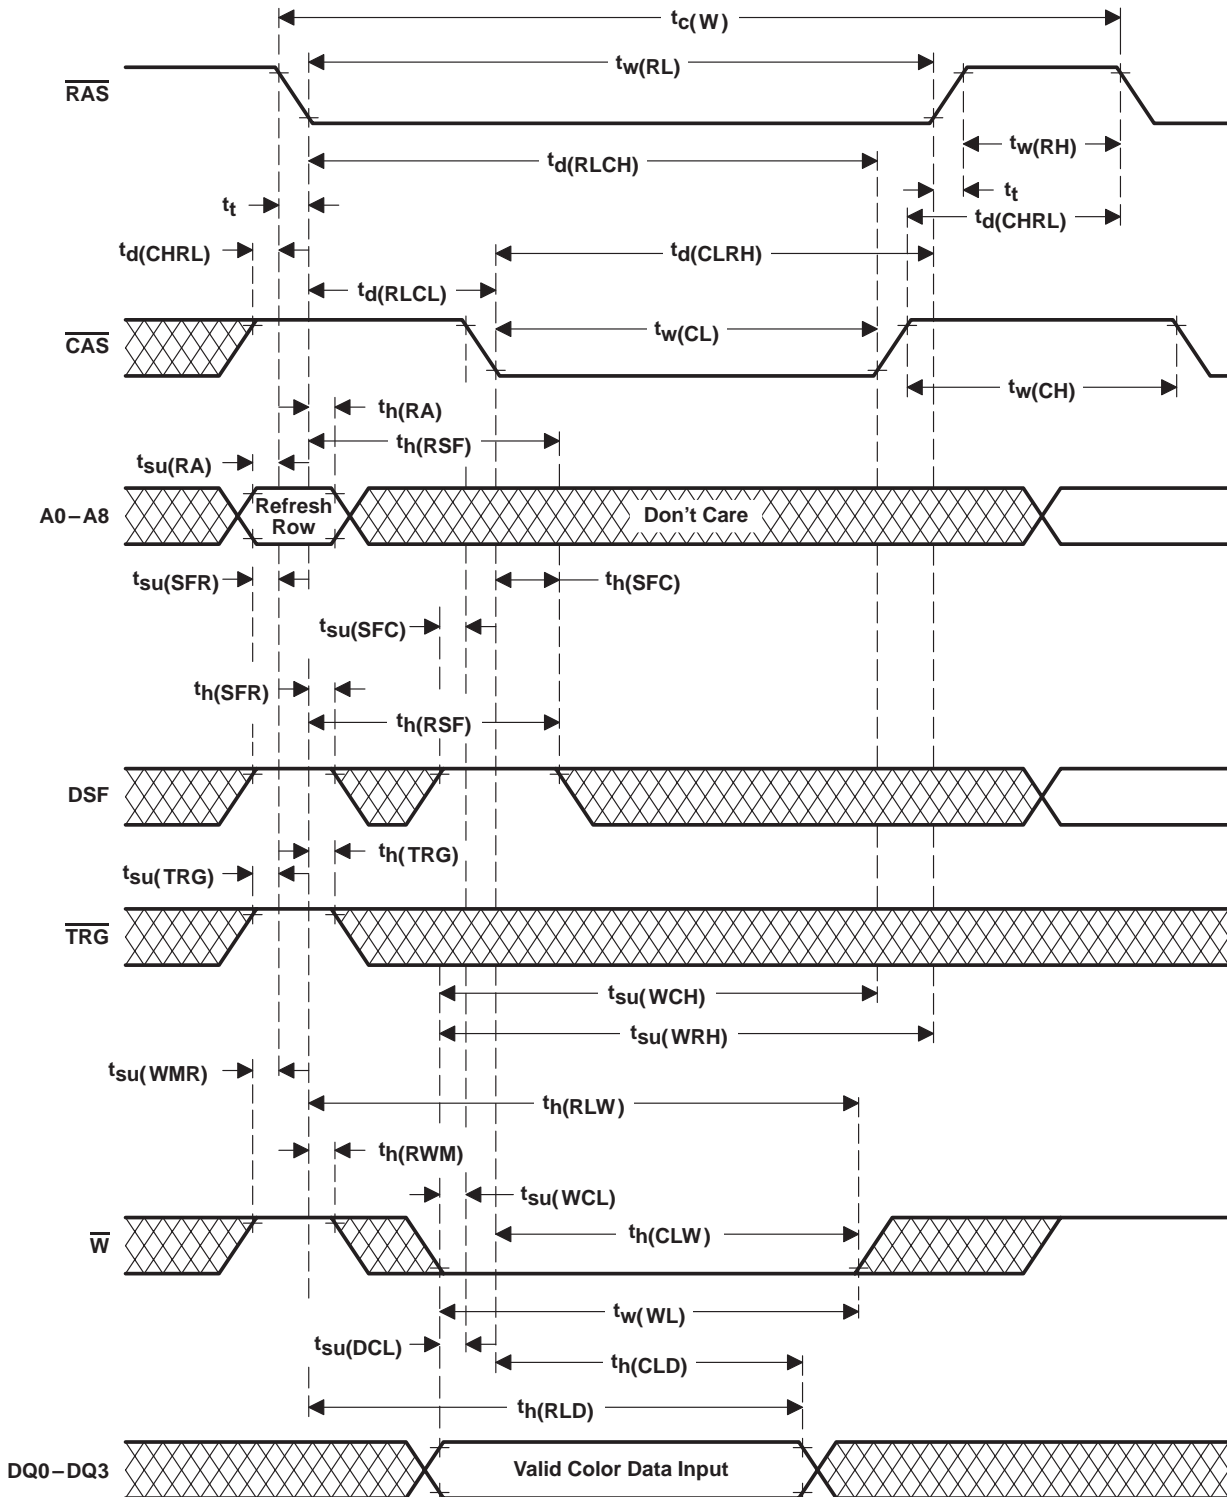 tc(W)
tw(RL)
RAS
tw(RH)
td(RLCH)
tt
tt
td(CHRL)
td(CHRL)
td(CLRH)
td(RLCL)
CAS
tw(CL)
tw(CH)
th(RA)
th(RSF)
tsu(RA)
A0–A8
Refresh
Row
Don't Care
tsu(SFR)
th(SFC)
tsu(SFC)
th(SFR)
th(RSF)
DSF
th(TRG)
tsu(TRG)
TRG
tsu(WCH)
tsu(WRH)
tsu(WMR)
th(RLW)
th(RWM)
tsu(WCL)
th(CLW)
W
tw(WL)
tsu(DCL)
th(CLD)
th(RLD)
DQ0–DQ3
Valid Color Data Input